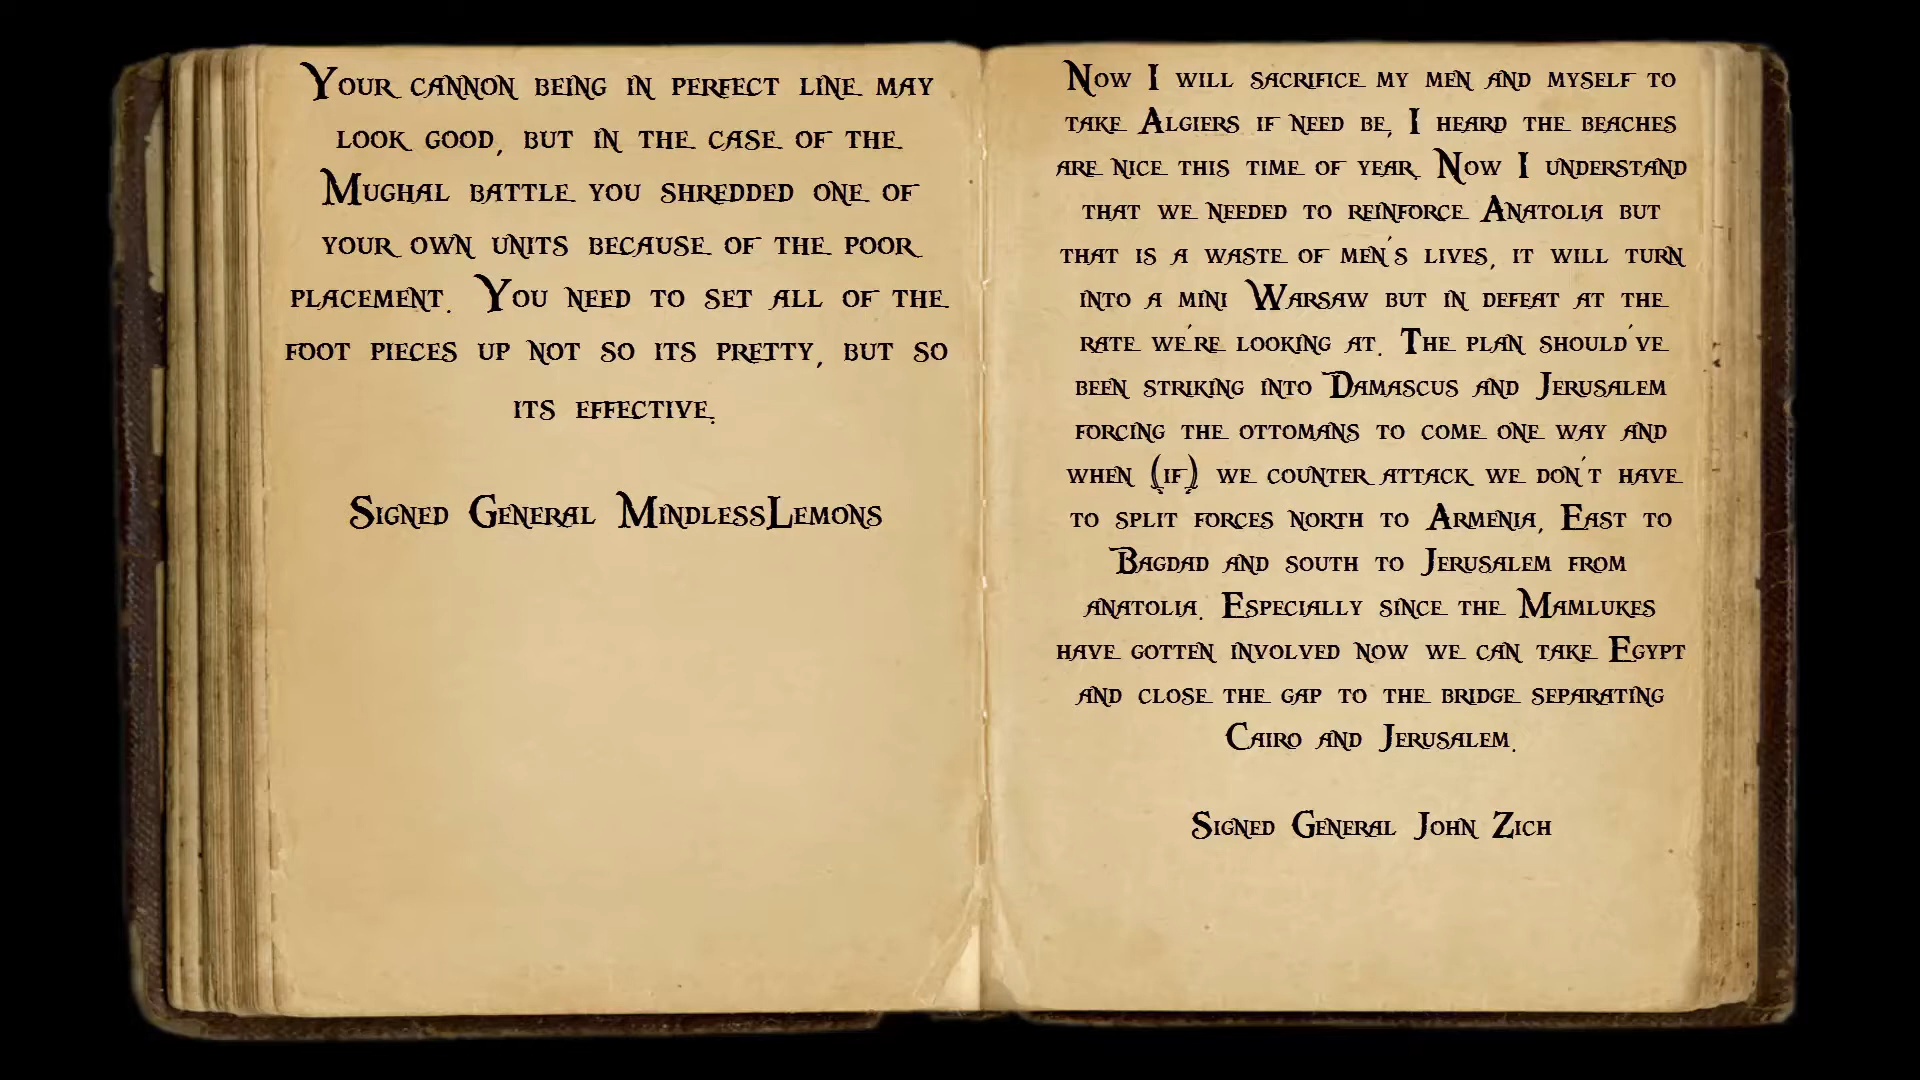 Your cannon being in perfect line may
look good, but in the case of the
Mughal battle you shredded one of
your own units because of the poor
placement. You need to set all of the
foot pieces up not so its pretty, but so
its effective.
Signed General MindlessLemons
Now I will sacrifice my men and myself to
take Algiers if need be, I heard the beaches
are nice this time of year. Now I understand
that we needed to reinforce Anatolia but
that is a waste of men's lives, it will turn
into a mini Warsaw but in defeat at the
rate we're looking at. The plan should've
been striking into Damascus and Jerusalem
forcing the ottomans to come one way and
when (if) we counter attack we don't have
to split forces North to Armenia, East to
Bagdad and south to Jerusalem from
anatolia. Especially since the Mamlukes
have gotten involved now we can take Egypt
and close the gap to the bridge separating
Cairo and Jerusalem.
Signed General John Zich